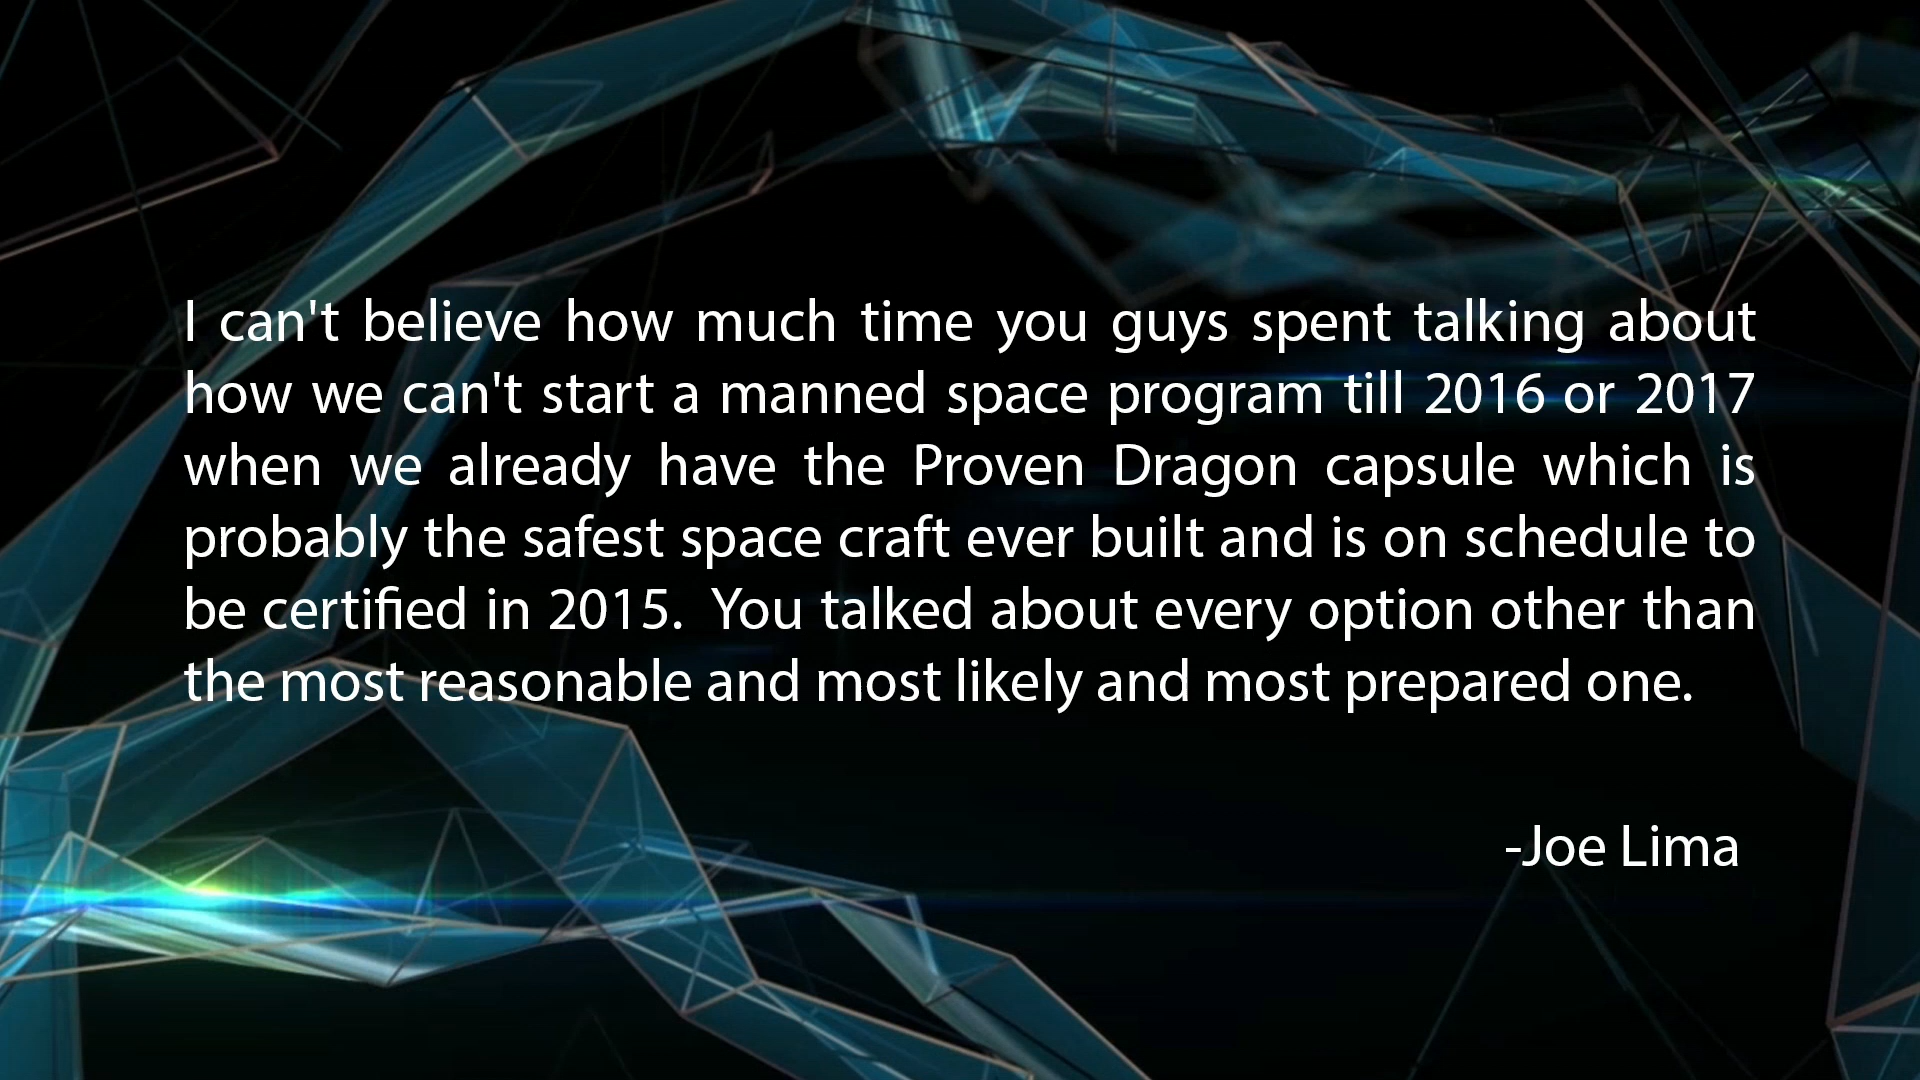 I can't believe how much time you guys spent talking about
how we can't start a manned space program till 2016 or 2017
when we already have the Proven Dragon capsule which is
probably the safest space craft ever built and is on schedule to
be certified in 2015.  You talked about every option other than
the most reasonable and most likely and most prepared one.
-Joe Lima